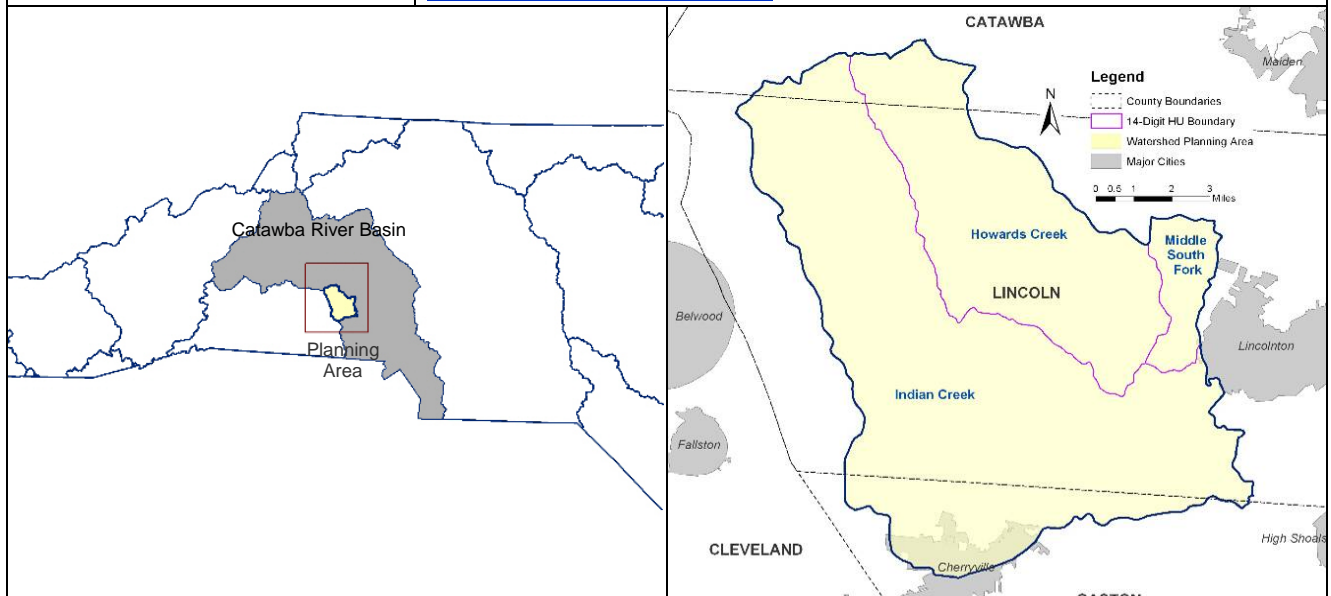 Catawba River Basin
Planning
Area
CATAWBA
Maiden
Legend
N
County Boundaries
14-Digit HU Boundary
Watershed Planning Area
Major Cities
0 0.5 1 2 3
Miles
Howards Creek
Middle
South
Fork
LINCOLN
Belwood
Lincolnton
Indian Creek
Fallston
High Shoals
CLEVELAND
Cherryville
GASTON